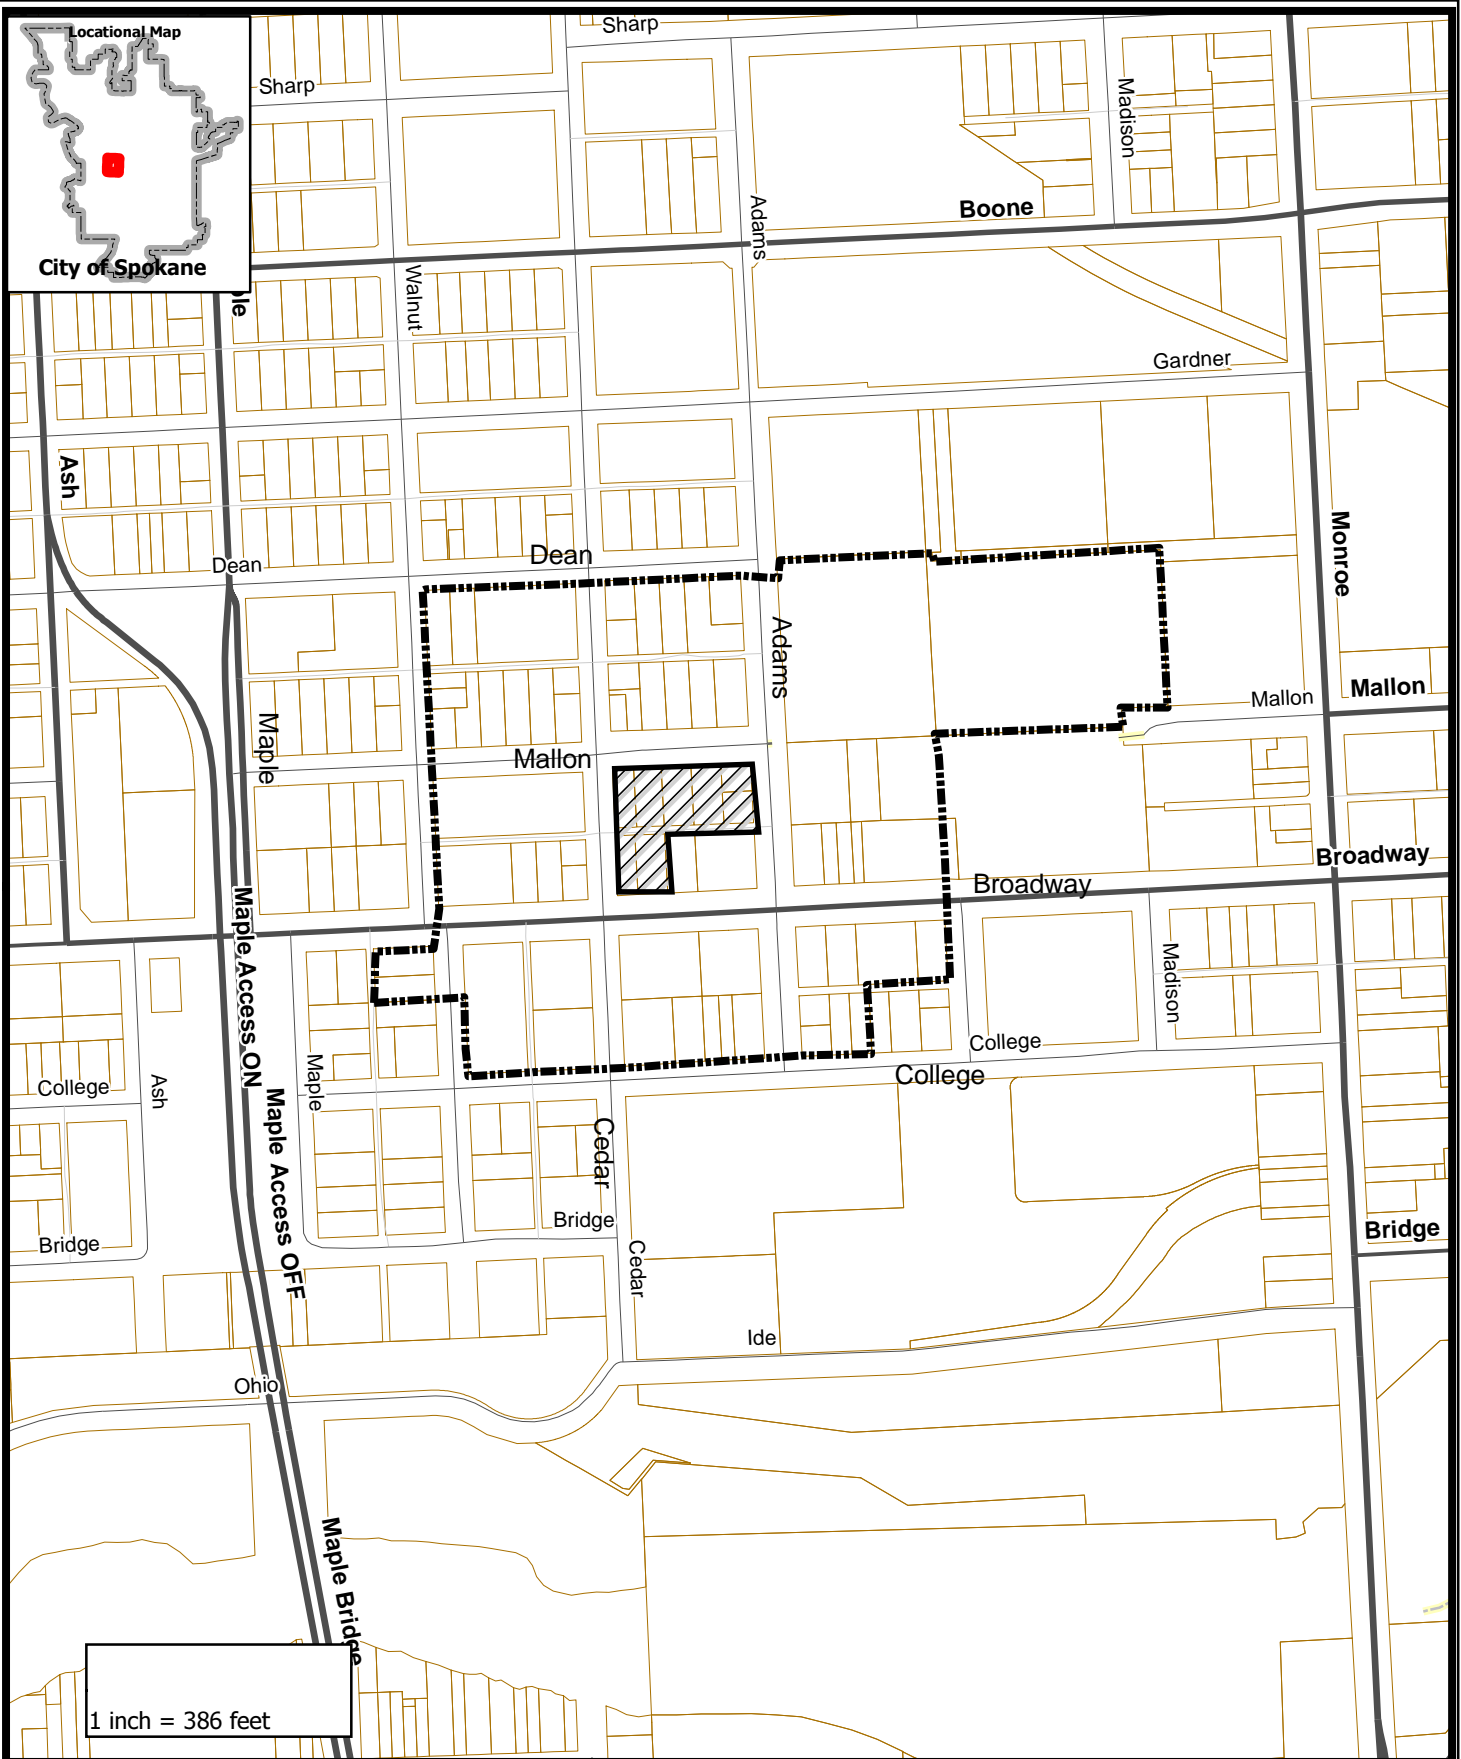 Locational Map
City of Spokane
Sharp
Sharp
Madison
Adams
Boone
Walnut
ple
Gardner
Ash
Monroe
Dean
Dean
Adams
Mallon
Mallon
Maple
Mallon
Broadway
Broadway
Maple Access ON
Madison
College
College
Maple
College
Ash
Maple Access OFF
Cedar
Bridge
Bridge
Bridge
Cedar
Ide
Ohio
Maple Bridge
1 inch = 386 feet